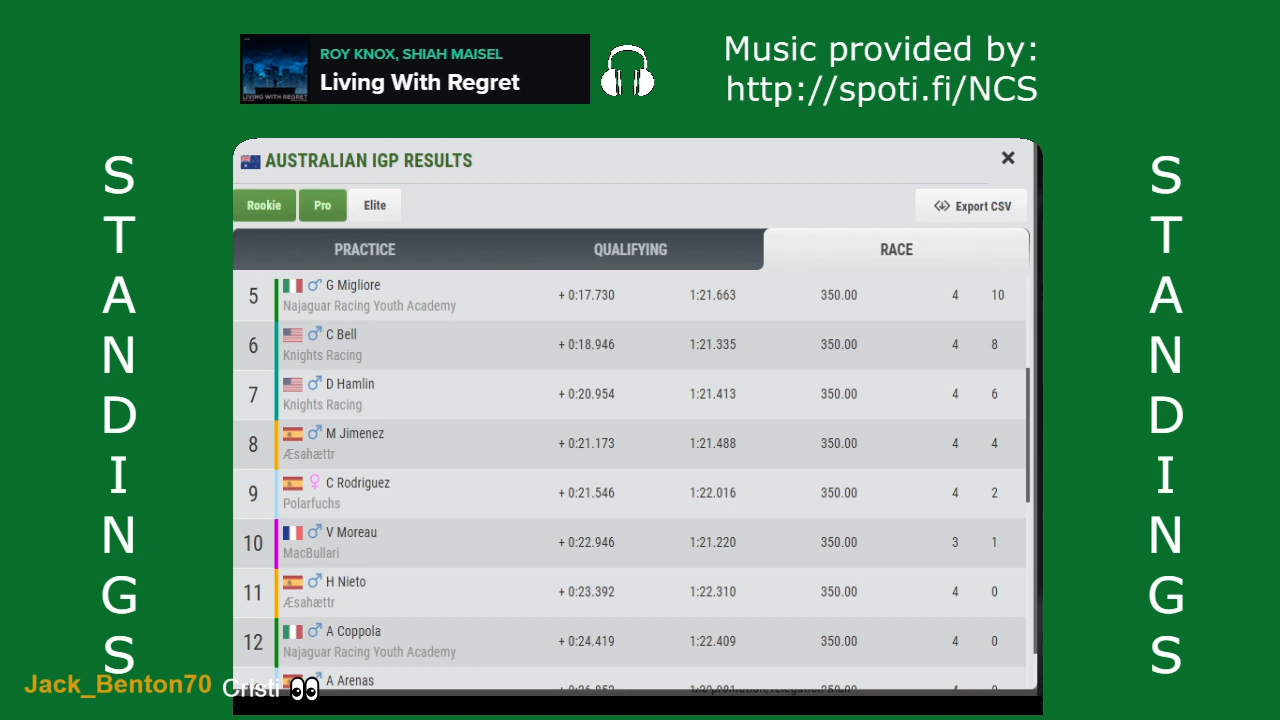 ROY KNOX, SHIAH MAISEL
Living With Regret
LIVING WITH REGRET
Music provided by:
http://spoti.fi/NCS
STANDINGS
STANDINGS
AUSTRALIAN IGP RESULTS
Rookie Pro Elite Export CSV
PRACTICE QUALIFYING RACE
5 G Migliore + 0:17.730 1:21.663 350.00 4 10
Najaguar Racing Youth Academy
6 C Bell + 0:18.946 1:21.335 350.00 4 8
Knights Racing
7 D Hamlin + 0:20.954 1:21.413 350.00 4 6
Knights Racing
8 M Jimenez + 0:21.173 1:21.488 350.00 4 4
Æsahættr
9 C Rodriguez + 0:21.546 1:22.016 350.00 4 2
Polarfuchs
10 V Moreau + 0:22.946 1:21.220 350.00 3 1
MacBullari
11 H Nieto + 0:23.392 1:22.310 350.00 4 0
Æsahættr
12 A Coppola + 0:24.419 1:22.409 350.00 4 0
Najaguar Racing Youth Academy
A Arenas
Jack_Benton70 Cristi 👀